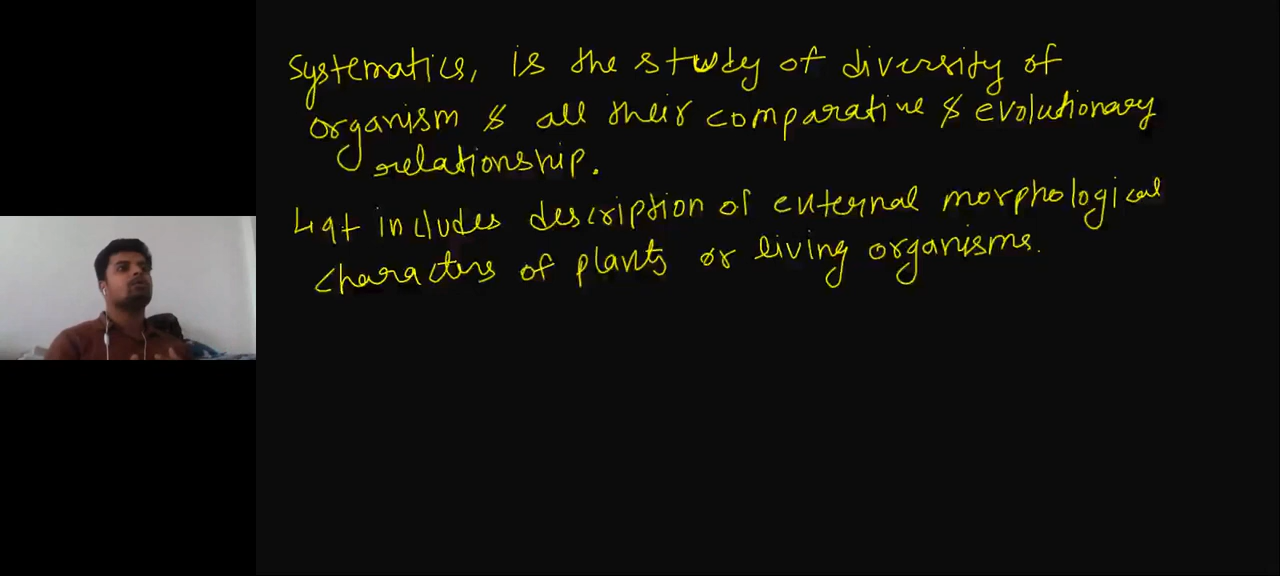 Systematics, is the study of diversity of
organism & all their comparative & evolutionary
relationship.
↳ It includes description of external morphological
characters of plants or living organisms.